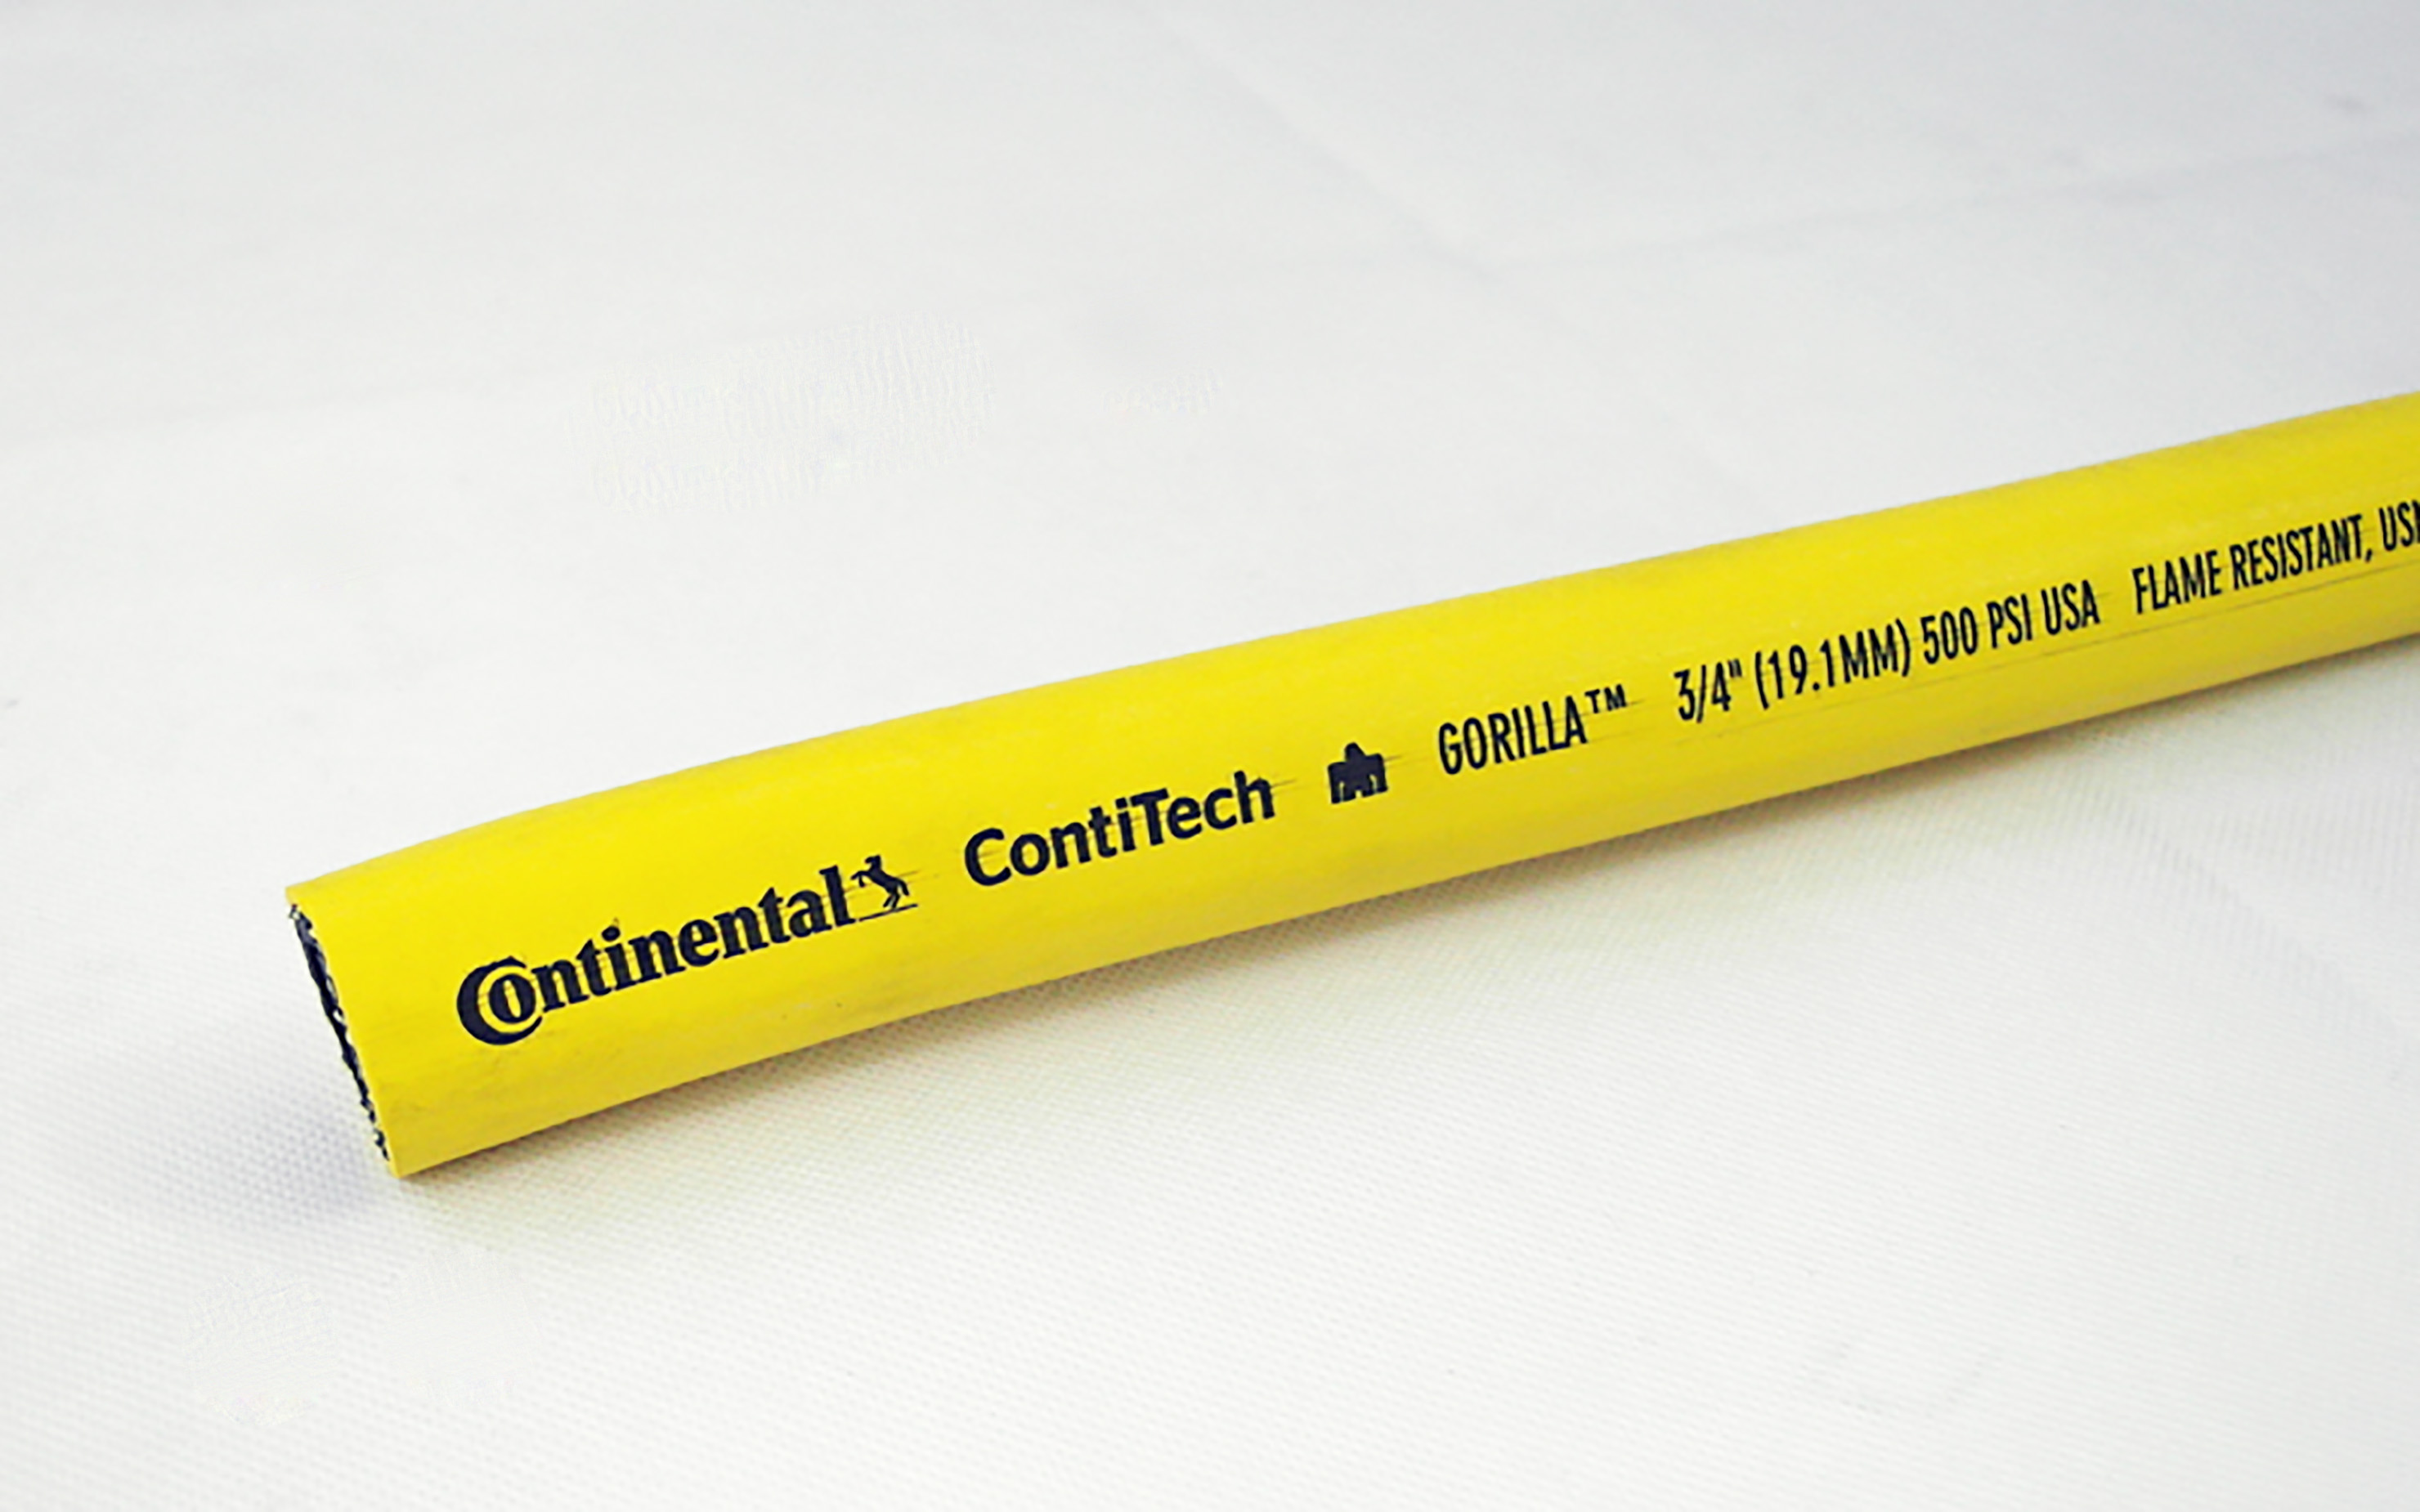 Continental ContiTech GORILLA™ 3/4" (19.1MM) 500 PSI USA FLAME RESISTANT,